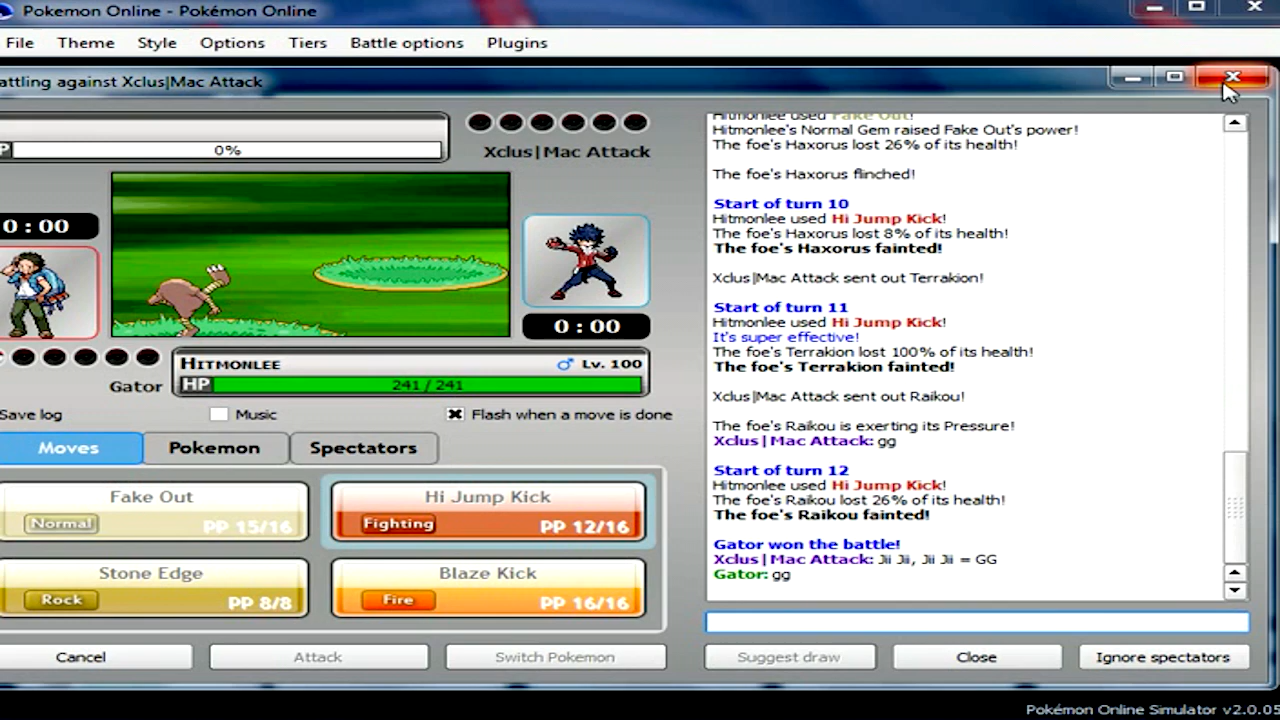 Pokemon Online - Pokémon Online
File Theme Style Options Tiers Battle options Plugins
attling against Xclus|Mac Attack
P 0%
Xclus|Mac Attack
0:00
0:00
HITMONLEE ♂ Lv. 100
HP 241 / 241
Gator
Save log Music Flash when a move is done
Moves Pokemon Spectators
Fake Out
Normal PP 15/16
Hi Jump Kick
Fighting PP 12/16
Stone Edge
Rock PP 8/8
Blaze Kick
Fire PP 16/16
Cancel Attack Switch Pokemon
Hitmonlee used Fake Out!
Hitmonlee's Normal Gem raised Fake Out's power!
The foe's Haxorus lost 26% of its health!
The foe's Haxorus flinched!
Start of turn 10
Hitmonlee used Hi Jump Kick!
The foe's Haxorus lost 8% of its health!
The foe's Haxorus fainted!
Xclus|Mac Attack sent out Terrakion!
Start of turn 11
Hitmonlee used Hi Jump Kick!
It's super effective!
The foe's Terrakion lost 100% of its health!
The foe's Terrakion fainted!
Xclus|Mac Attack sent out Raikou!
The foe's Raikou is exerting its Pressure!
Xclus|Mac Attack: gg
Start of turn 12
Hitmonlee used Hi Jump Kick!
The foe's Raikou lost 26% of its health!
The foe's Raikou fainted!
Gator won the battle!
Xclus|Mac Attack: Jii Jii, Jii Jii = GG
Gator: gg
Suggest draw Close Ignore spectators
Pokémon Online Simulator v2.0.05